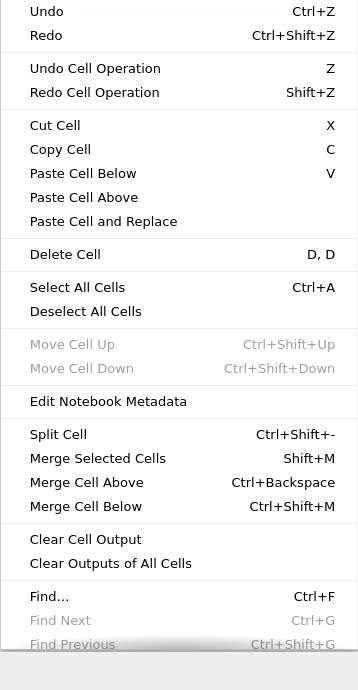 Undo Ctrl+Z
Redo Ctrl+Shift+Z
Undo Cell Operation Z
Redo Cell Operation Shift+Z
Cut Cell X
Copy Cell C
Paste Cell Below V
Paste Cell Above
Paste Cell and Replace
Delete Cell D, D
Select All Cells Ctrl+A
Deselect All Cells
Move Cell Up Ctrl+Shift+Up
Move Cell Down Ctrl+Shift+Down
Edit Notebook Metadata
Split Cell Ctrl+Shift+-
Merge Selected Cells Shift+M
Merge Cell Above Ctrl+Backspace
Merge Cell Below Ctrl+Shift+M
Clear Cell Output
Clear Outputs of All Cells
Find… Ctrl+F
Find Next Ctrl+G
Find Previous Ctrl+Shift+G